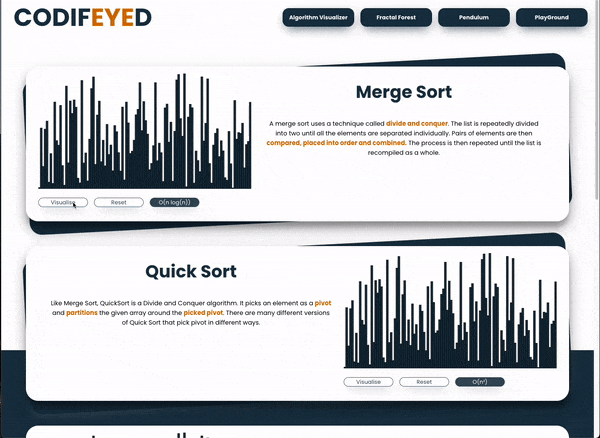 CODIFEYED
Algorithm Visualizer
Fractal Forest
Pendulum
PlayGround
Merge Sort
A merge sort uses a technique called divide and conquer. The list is repeatedly divided
into two until all the elements are separated individually. Pairs of elements are then
compared, placed into order and combined. The process is then repeated until the list is
recompiled as a whole.
Visualise
Reset
O(n log(n))
Quick Sort
Like Merge Sort, QuickSort is a Divide and Conquer algorithm. It picks an element as a pivot
and partitions the given array around the picked pivot. There are many different versions
of Quick Sort that pick pivot in different ways.
Visualise
Reset
O(n²)